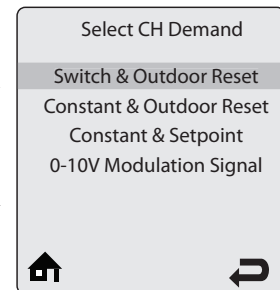 Select CH Demand
Switch & Outdoor Reset
Constant & Outdoor Reset
Constant & Setpoint
0-10V Modulation Signal